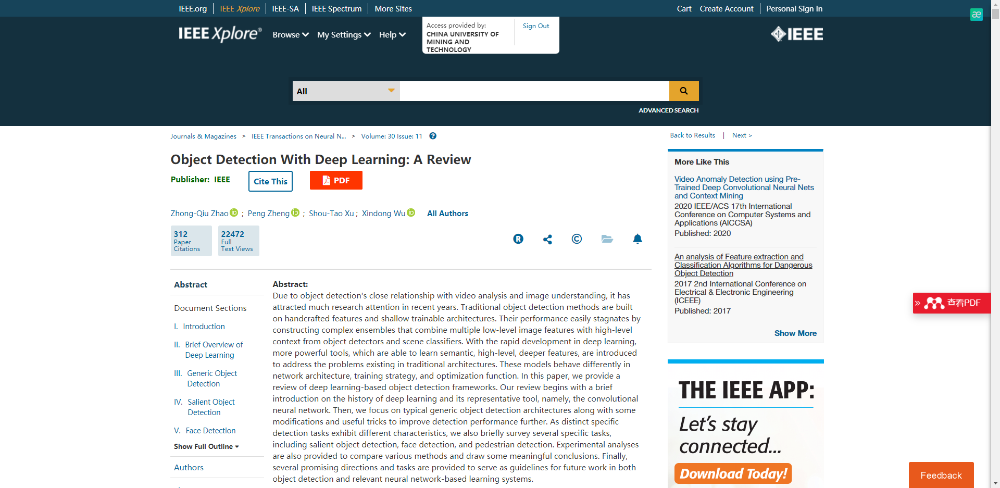 IEEE.org
IEEE Xplore
IEEE-SA
IEEE Spectrum
More Sites
Cart
Create Account
Personal Sign In
æ
IEEE Xplore®
Browse
My Settings
Help
Access provided by:
CHINA UNIVERSITY OF
MINING AND
TECHNOLOGY
Sign Out
IEEE
All
ADVANCED SEARCH
Journals & Magazines > IEEE Transactions on Neural N... > Volume: 30 Issue: 11
Back to Results | Next >
Object Detection With Deep Learning: A Review
Publisher: IEEE
Cite This
PDF
Zhong-Qiu Zhao iD ; Peng Zheng iD ; Shou-Tao Xu ; Xindong Wu iD All Authors
312
Paper
Citations
22472
Full
Text Views
R
©
Abstract
Document Sections
I. Introduction
II. Brief Overview of
Deep Learning
III. Generic Object
Detection
IV. Salient Object
Detection
V. Face Detection
Show Full Outline
Authors
Abstract:
Due to object detection's close relationship with video analysis and image understanding, it has
attracted much research attention in recent years. Traditional object detection methods are built
on handcrafted features and shallow trainable architectures. Their performance easily stagnates by
constructing complex ensembles that combine multiple low-level image features with high-level
context from object detectors and scene classifiers. With the rapid development in deep learning,
more powerful tools, which are able to learn semantic, high-level, deeper features, are introduced
to address the problems existing in traditional architectures. These models behave differently in
network architecture, training strategy, and optimization function. In this paper, we provide a
review of deep learning-based object detection frameworks. Our review begins with a brief
introduction on the history of deep learning and its representative tool, namely, the convolutional
neural network. Then, we focus on typical generic object detection architectures along with some
modifications and useful tricks to improve detection performance further. As distinct specific
detection tasks exhibit different characteristics, we also briefly survey several specific tasks,
including salient object detection, face detection, and pedestrian detection. Experimental analyses
are also provided to compare various methods and draw some meaningful conclusions. Finally,
several promising directions and tasks are provided to serve as guidelines for future work in both
object detection and relevant neural network-based learning systems.
More Like This
Video Anomaly Detection using Pre-
Trained Deep Convolutional Neural Nets
and Context Mining
2020 IEEE/ACS 17th International
Conference on Computer Systems and
Applications (AICCSA)
Published: 2020
An analysis of Feature extraction and
Classification Algorithms for Dangerous
Object Detection
2017 2nd International Conference on
Electrical & Electronic Engineering
(ICEEE)
Published: 2017
Show More
» 查看PDF
THE IEEE APP:
Let's stay
connected...
Download Today!
Feedback